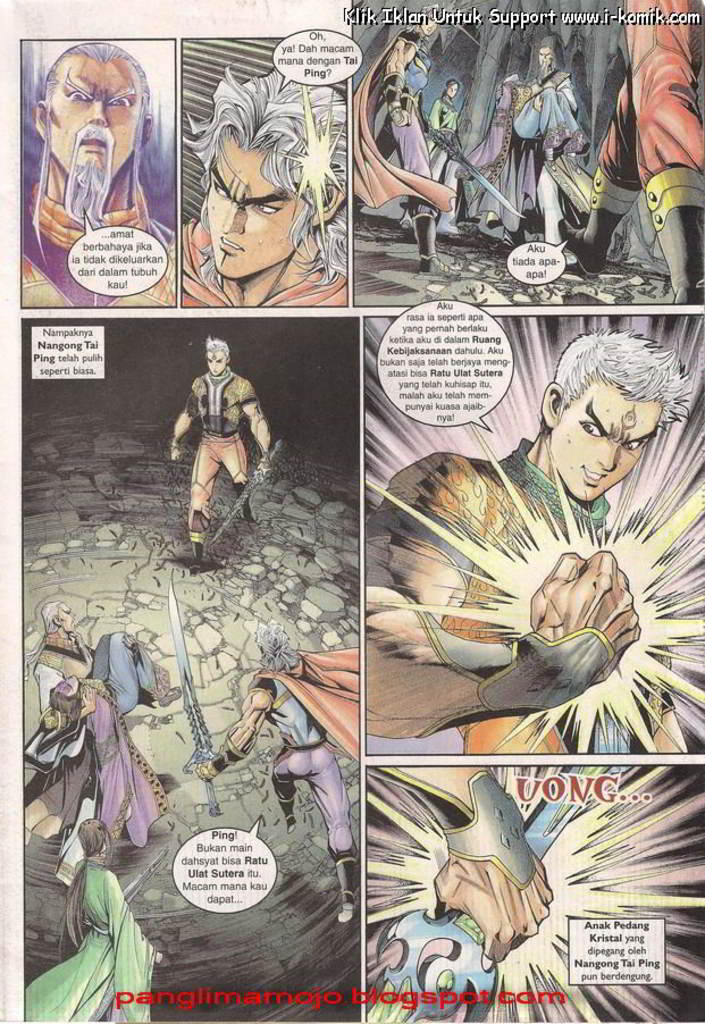 Klik Iklan Untuk Support www.i-komik.com
...amat
berbahaya jika
ia tidak dikeluarkan
dari dalam tubuh
kau!
Oh,
ya! Dah macam
mana dengan Tai
Ping?
Aku
tiada apa-
apa!
Nampaknya
Nangong Tai
Ping telah pulih
seperti biasa.
Ping!
Bukan main
dahsyat bisa Ratu
Ulat Sutera itu.
Macam mana kau
dapat...
Aku
rasa ia seperti apa
yang pernah berlaku
ketika aku di dalam Ruang
Kebijaksanaan dahulu. Aku
bukan saja telah berjaya meng-
atasi bisa Ratu Ulat Sutera
yang telah kuhisap itu,
malah aku telah mem-
punyai kuasa ajaib-
nya!
UONG...
Anak Pedang
Kristal yang
dipegang oleh
Nangong Tai Ping
pun berdengung.
panglimamojo.blogspot.com